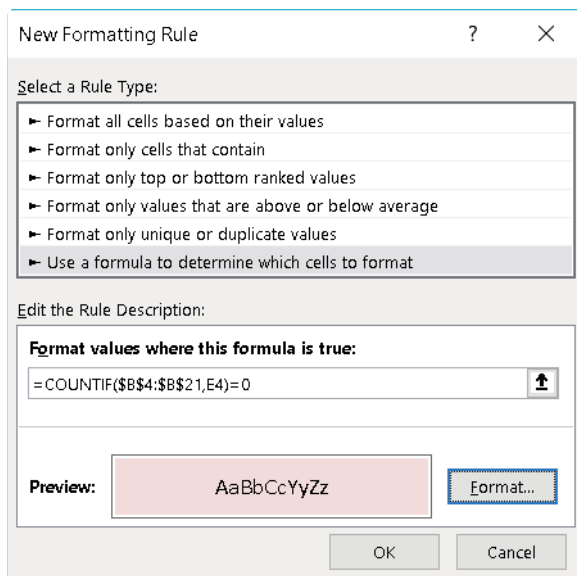 New Formatting Rule ?
Select a Rule Type:
► Format all cells based on their values
► Format only cells that contain
► Format only top or bottom ranked values
► Format only values that are above or below average
► Format only unique or duplicate values
► Use a formula to determine which cells to format
Edit the Rule Description:
Format values where this formula is true:
=COUNTIF($B$4:$B$21,E4)=0
Preview: AaBbCcYyZz Format...
OK Cancel